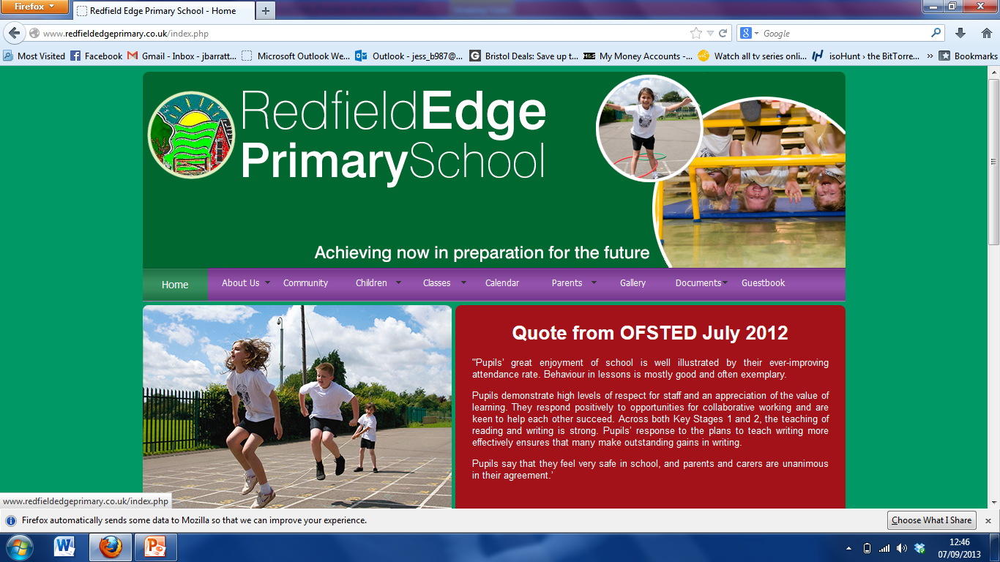 Firefox
Redfield Edge Primary School - Home
www.redfieldedgeprimary.co.uk/index.php
Google
Most Visited
Facebook
Gmail - Inbox - jbarratt...
Microsoft Outlook We...
Outlook - jess_b987@...
Bristol Deals: Save up t...
M&S
My Money Accounts -...
Watch all tv series onli...
isoHunt › the BitTorre...
Bookmarks
RedfieldEdge
PrimarySchool
Achieving now in preparation for the future
Home
About Us
Community
Children
Classes
Calendar
Parents
Gallery
Documents
Guestbook
Quote from OFSTED July 2012
"Pupils' great enjoyment of school is well illustrated by their ever-improving
attendance rate. Behaviour in lessons is mostly good and often exemplary.
Pupils demonstrate high levels of respect for staff and an appreciation of the value of
learning. They respond positively to opportunities for collaborative working and are
keen to help each other succeed. Across both Key Stages 1 and 2, the teaching of
reading and writing is strong. Pupils' response to the plans to teach writing more
effectively ensures that many make outstanding gains in writing.
Pupils say that they feel very safe in school, and parents and carers are unanimous
in their agreement.'
www.redfieldedgeprimary.co.uk/index.php
Firefox automatically sends some data to Mozilla so that we can improve your experience.
Choose What I Share
12:46
07/09/2013